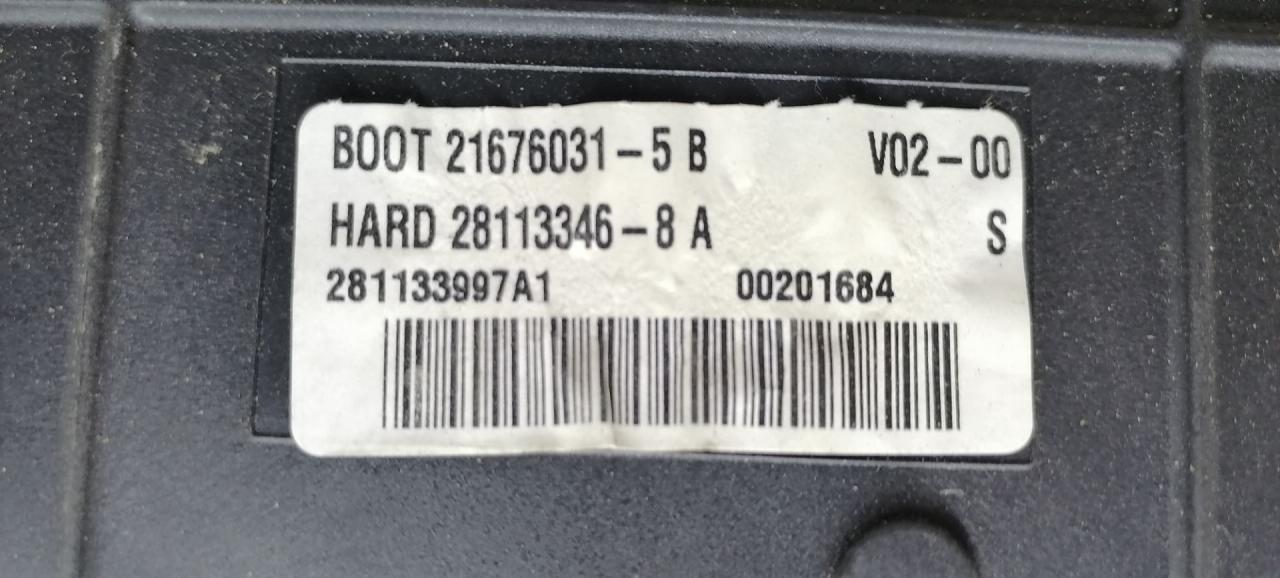 BOOT 21676031-5 B V02-00
HARD 28113346-8 A S
281133997A1 00201684